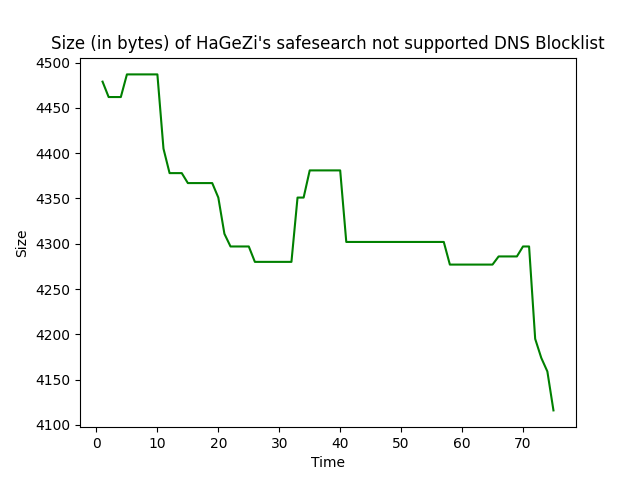 Size (in bytes) of HaGeZi's safesearch not supported DNS Blocklist
4500
4450
4400
4350
4300
4250
4200
4150
4100
Size
0 10 20 30 40 50 60 70
Time